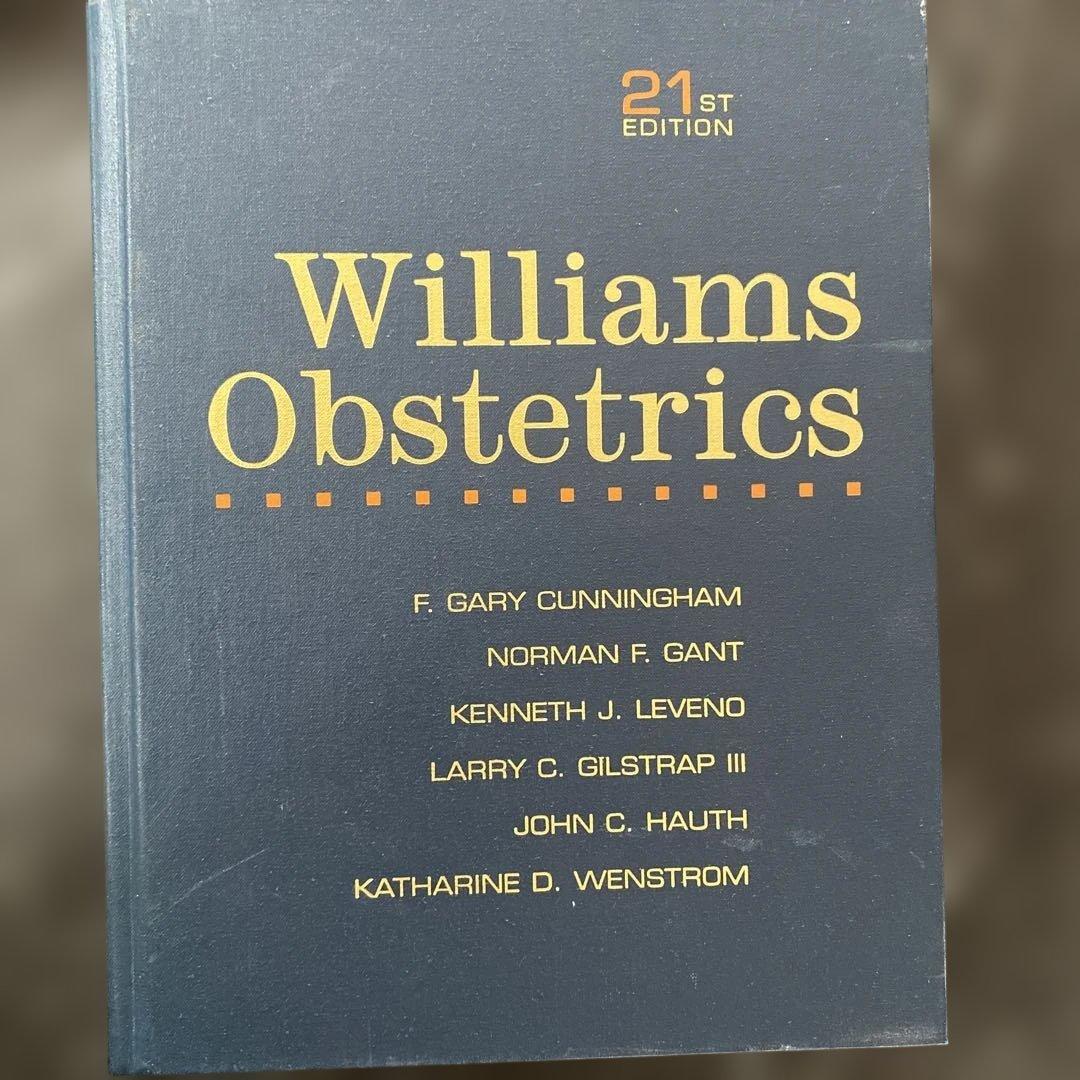 21ST
EDITION
Williams
Obstetrics
F. GARY CUNNINGHAM
NORMAN F. GANT
KENNETH J. LEVENO
LARRY C. GILSTRAP III
JOHN C. HAUTH
KATHARINE D. WENSTROM